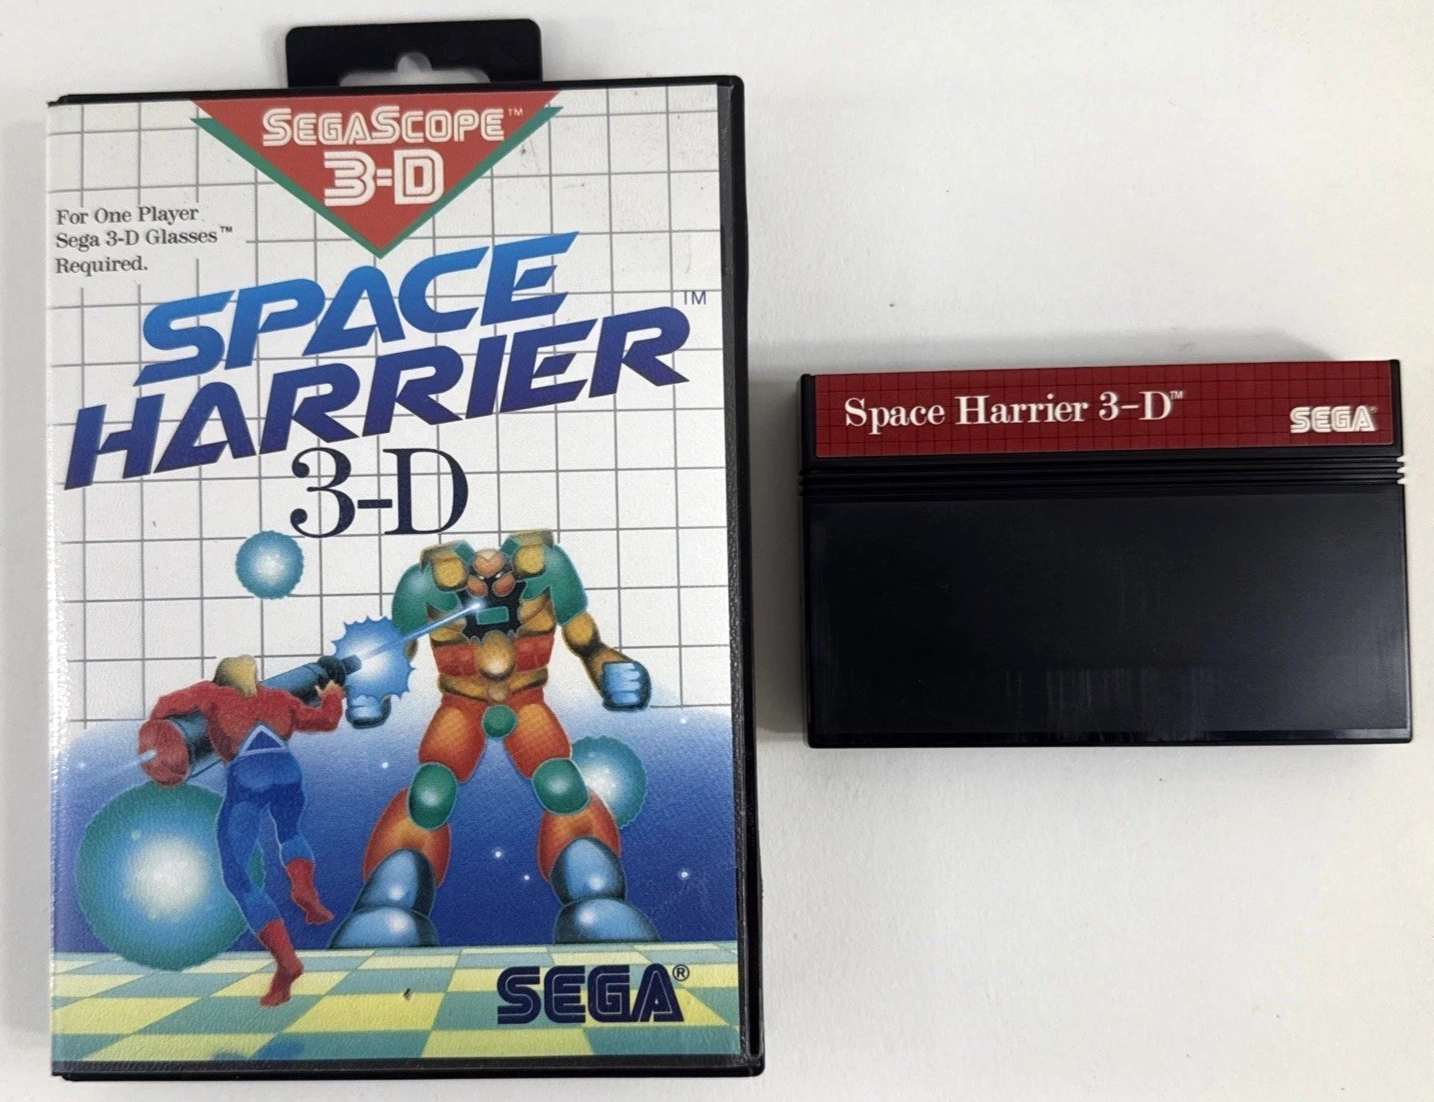 SEGASCOPE™
3-D
For One Player
Sega 3-D Glasses™
Required.
SPACE
HARRIER™
3-D
SEGA®
Space Harrier 3-D™
SEGA®